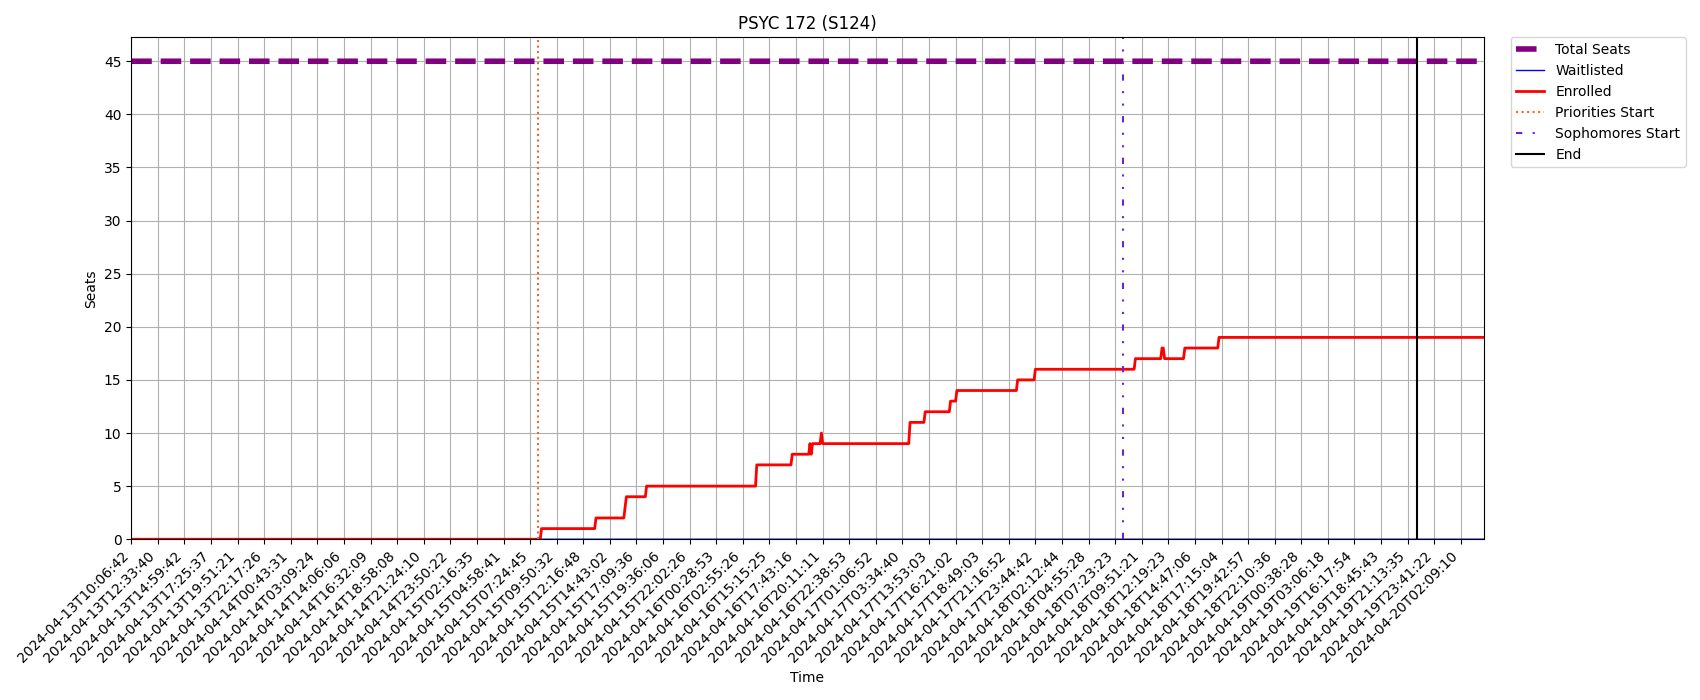 PSYC 172 (S124)
Total Seats
Waitlisted
Enrolled
Priorities Start
Sophomores Start
End
Seats
45
40
35
30
25
20
15
10
5
0
2024-04-13T10:06:42
2024-04-13T12:33:40
2024-04-13T14:59:42
2024-04-13T17:25:37
2024-04-13T19:51:21
2024-04-13T22:17:26
2024-04-14T00:43:31
2024-04-14T03:09:24
2024-04-14T14:06:06
2024-04-14T16:32:09
2024-04-14T18:58:08
2024-04-14T21:24:10
2024-04-14T23:50:22
2024-04-15T02:16:35
2024-04-15T04:58:41
2024-04-15T07:24:45
2024-04-15T09:50:32
2024-04-15T12:16:48
2024-04-15T14:43:02
2024-04-15T17:09:36
2024-04-15T19:36:06
2024-04-15T22:02:26
2024-04-16T00:28:53
2024-04-16T02:55:26
2024-04-16T15:15:25
2024-04-16T17:43:16
2024-04-16T20:11:11
2024-04-16T22:38:53
2024-04-17T01:06:52
2024-04-17T03:34:40
2024-04-17T13:53:03
2024-04-17T16:21:02
2024-04-17T18:49:03
2024-04-17T21:16:52
2024-04-17T23:44:42
2024-04-18T02:12:44
2024-04-18T04:55:28
2024-04-18T07:23:23
2024-04-18T09:51:21
2024-04-18T12:19:23
2024-04-18T14:47:06
2024-04-18T17:15:04
2024-04-18T19:42:57
2024-04-18T22:10:36
2024-04-19T00:38:28
2024-04-19T03:06:18
2024-04-19T16:17:54
2024-04-19T18:45:43
2024-04-19T21:13:35
2024-04-19T23:41:22
2024-04-20T02:09:10
Time